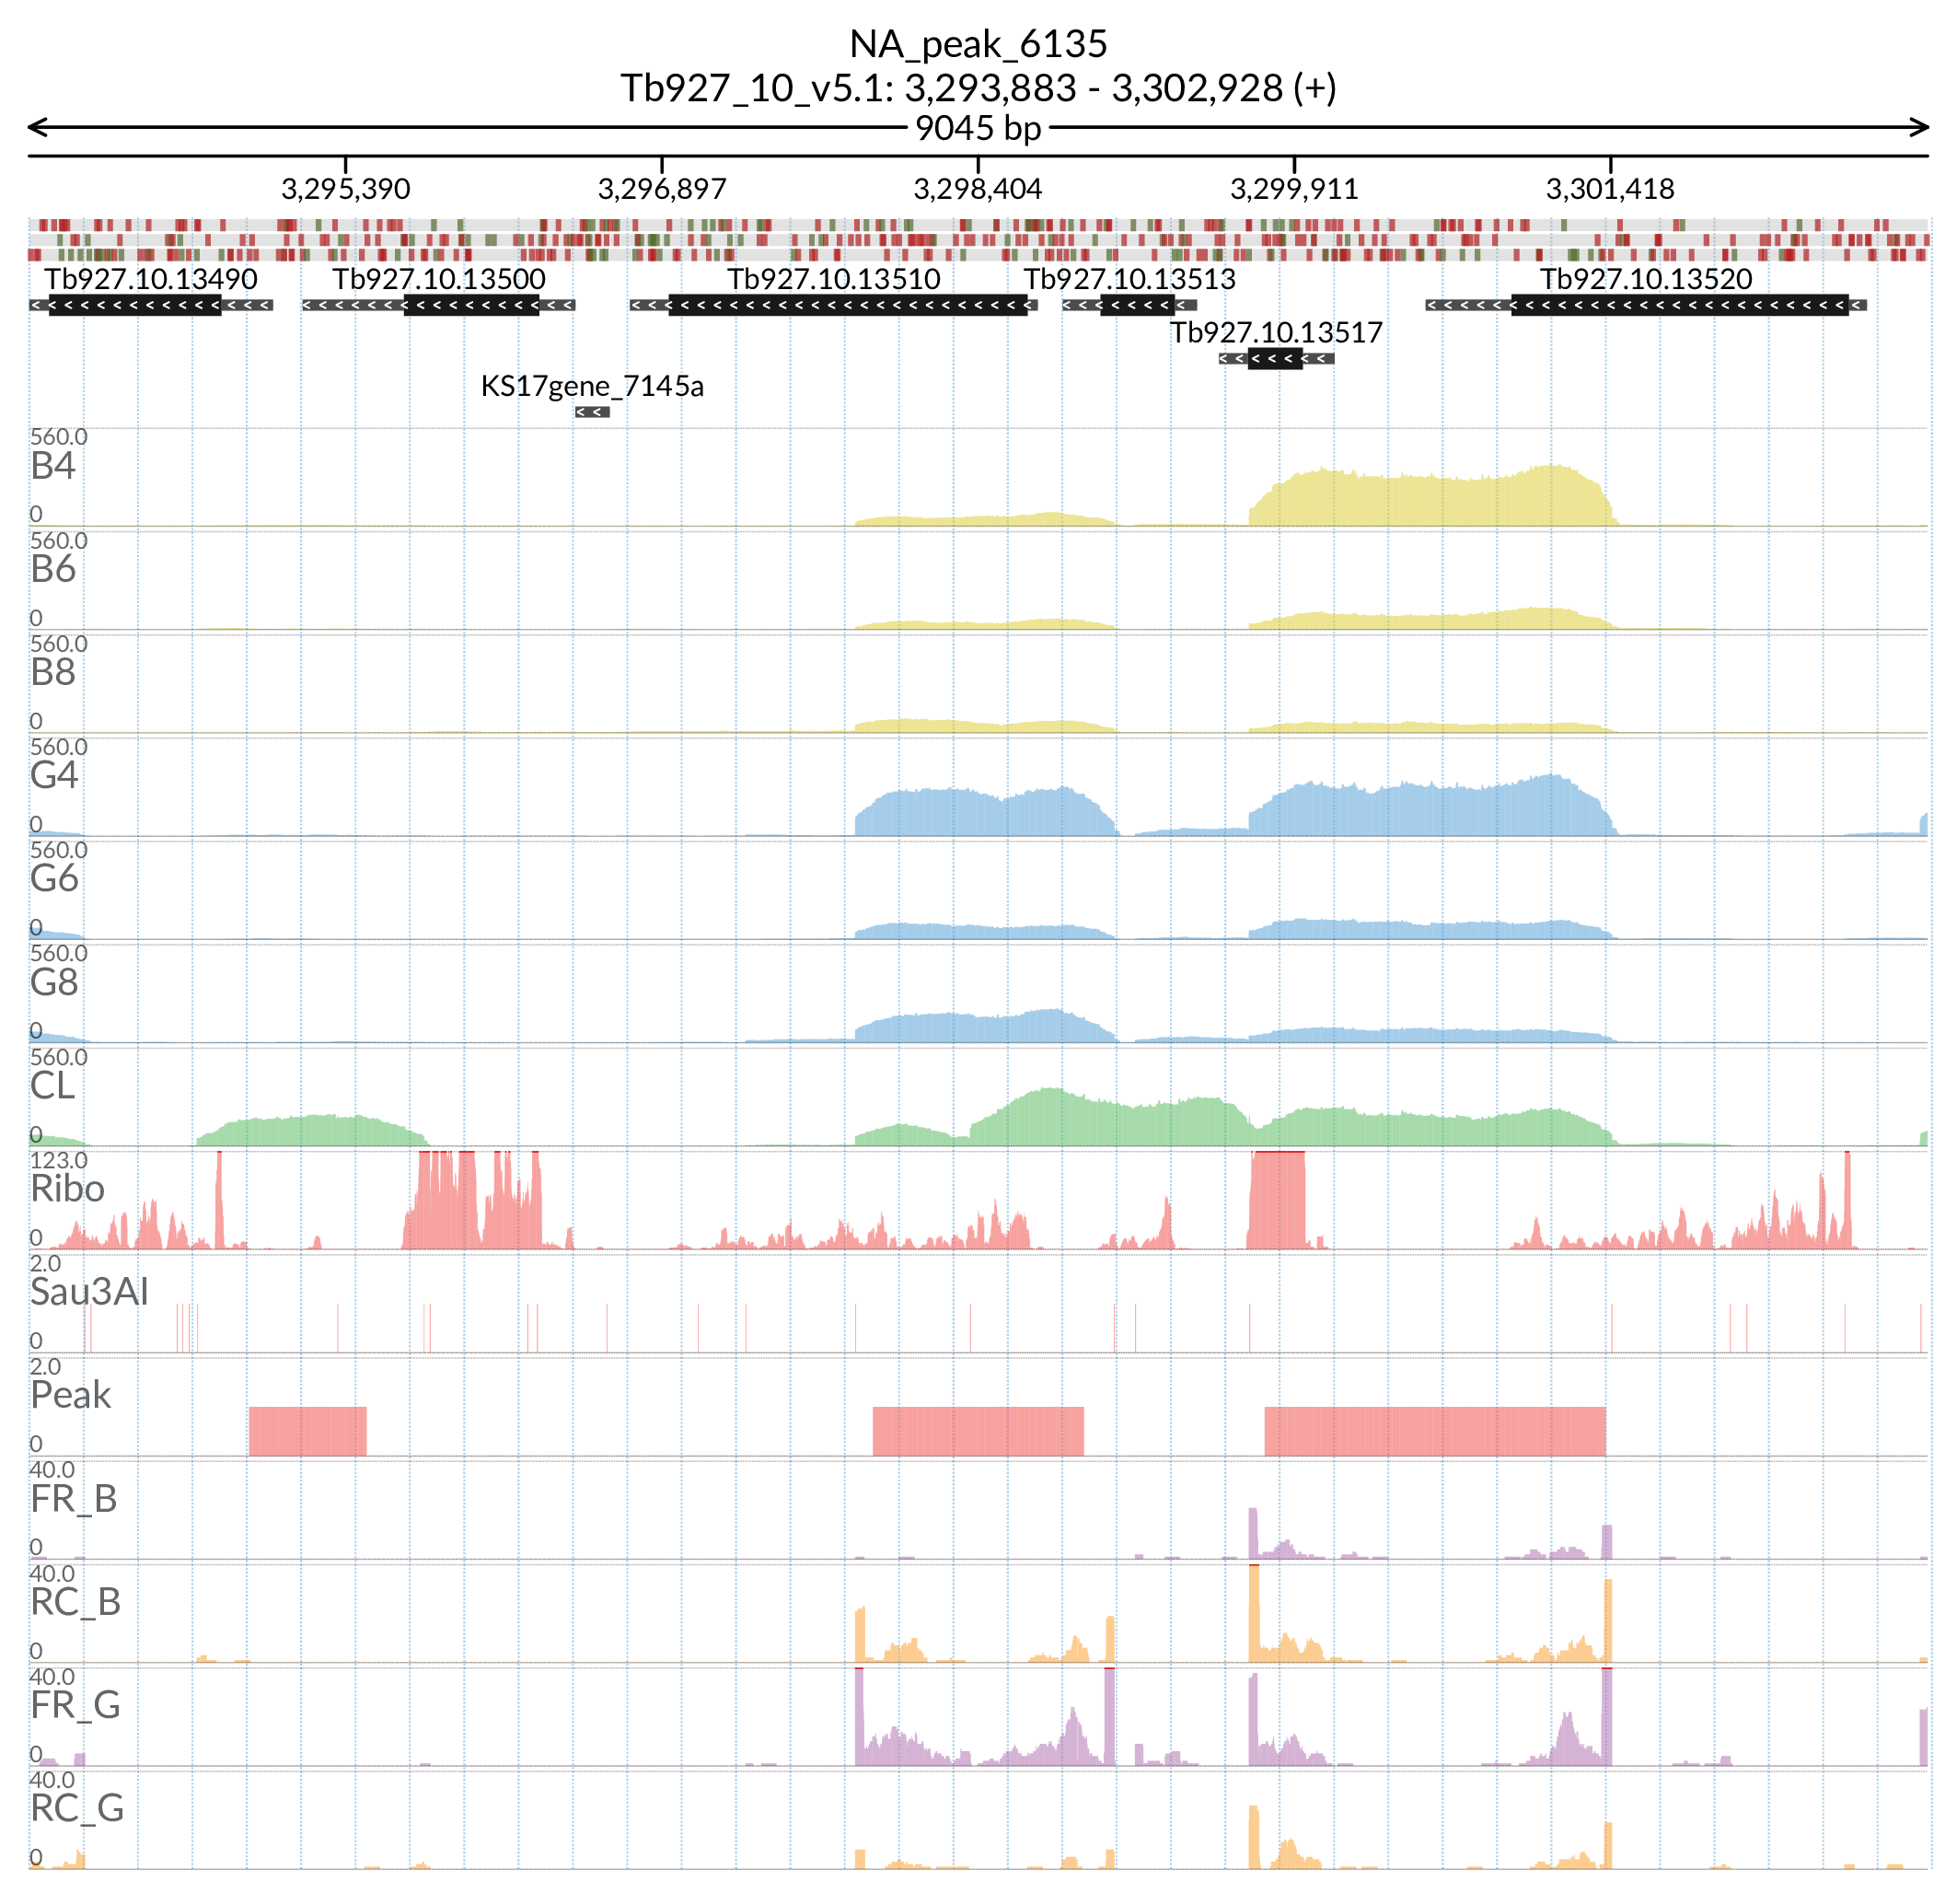 NA_peak_6135
Tb927_10_v5.1: 3,293,883 - 3,302,928 (+)
9045 bp
3,295,390 3,296,897 3,298,404 3,299,911 3,301,418
Tb927.10.13490 Tb927.10.13500 Tb927.10.13510 Tb927.10.13513 Tb927.10.13520
Tb927.10.13517
KS17gene_7145a
560.0
B4
0
560.0
B6
0
560.0
B8
0
560.0
G4
0
560.0
G6
0
560.0
G8
0
560.0
CL
0
123.0
Ribo
0
2.0
Sau3AI
0
2.0
Peak
0
40.0
FR_B
0
40.0
RC_B
0
40.0
FR_G
0
40.0
RC_G
0